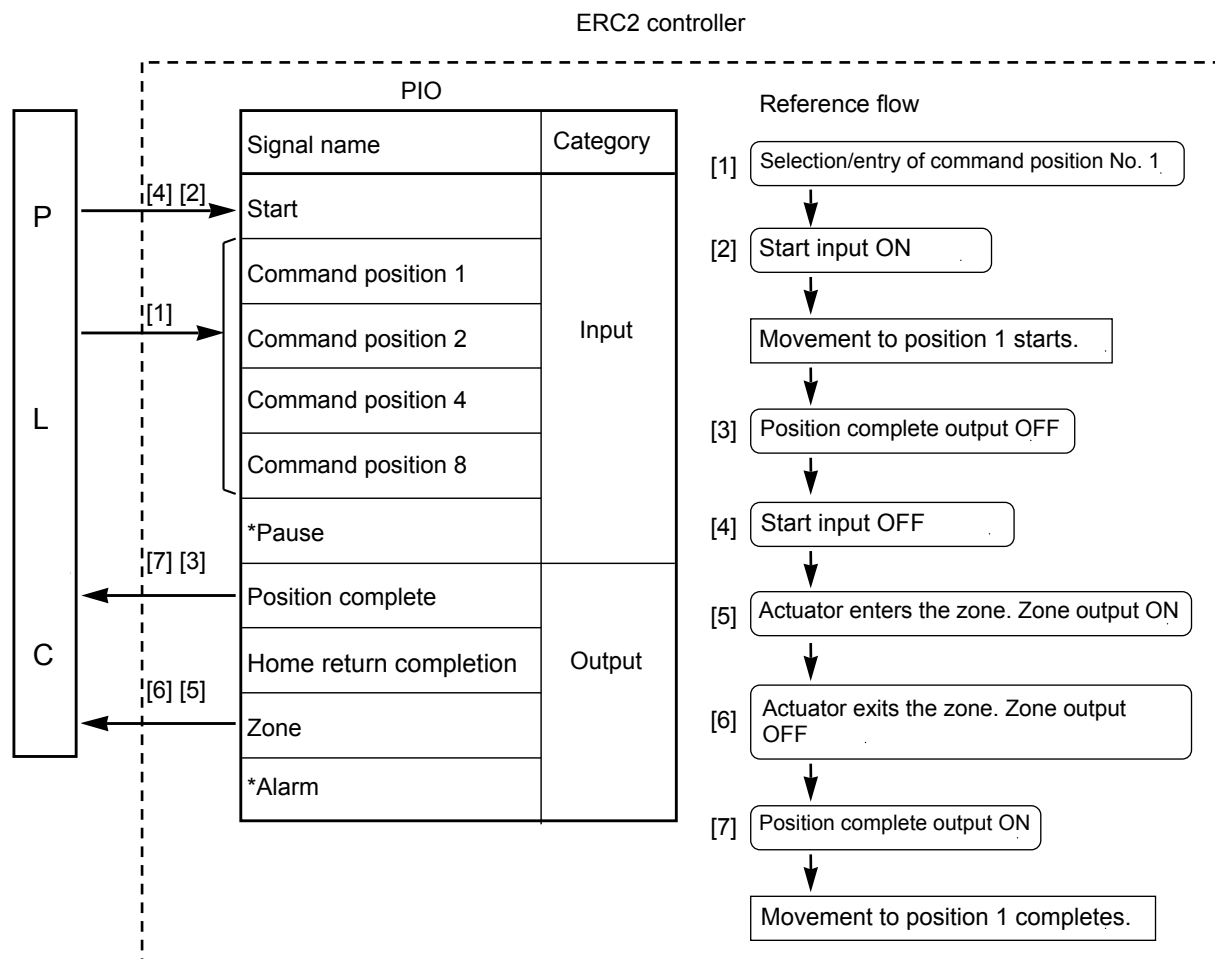 ERC2 controller
PIO
Signal name
Category
Start
Command position 1
Command position 2
Command position 4
Command position 8
*Pause
Input
Position complete
Home return completion
Zone
*Alarm
Output
P
L
C
[4] [2]
[1]
[7] [3]
[6] [5]
Reference flow
[1] Selection/entry of command position No. 1
[2] Start input ON
Movement to position 1 starts.
[3] Position complete output OFF
[4] Start input OFF
[5] Actuator enters the zone. Zone output ON
[6] Actuator exits the zone. Zone output
OFF
[7] Position complete output ON
Movement to position 1 completes.